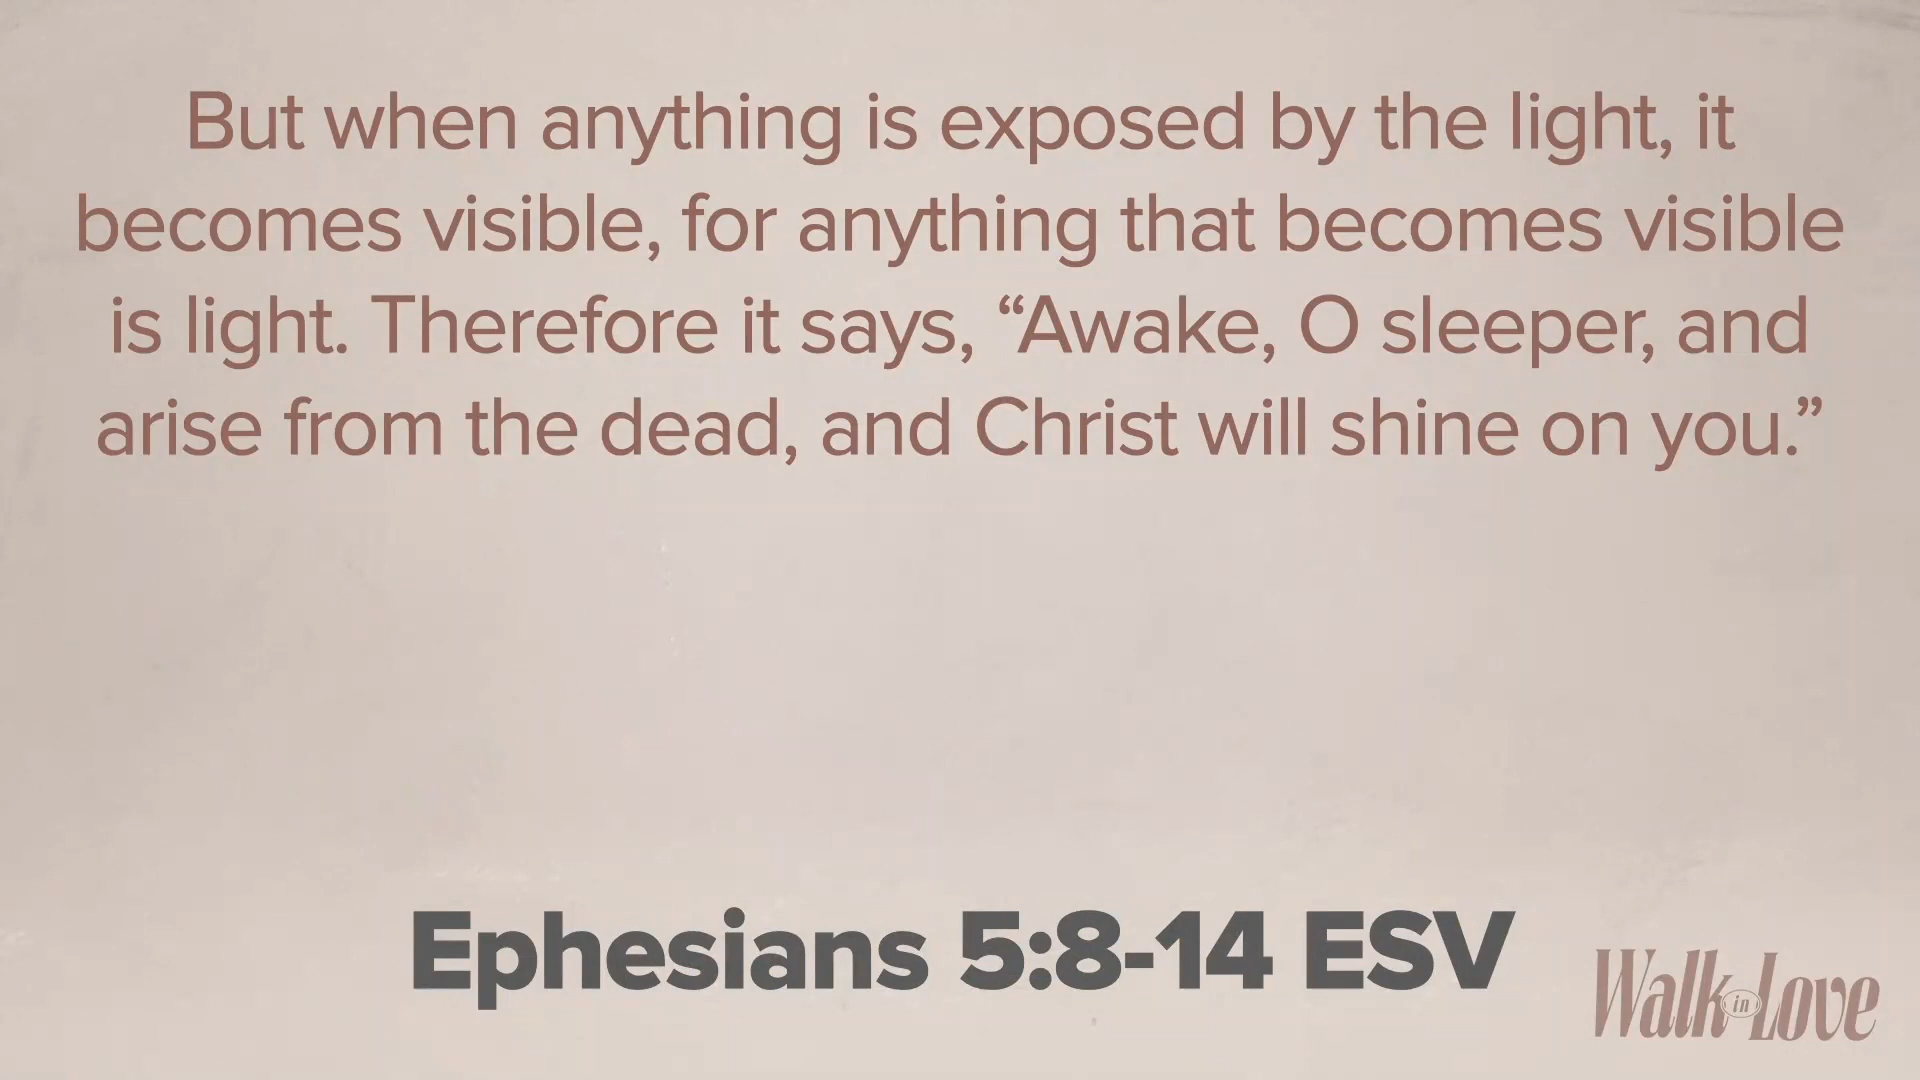 But when anything is exposed by the light, it
becomes visible, for anything that becomes visible
is light. Therefore it says, “Awake, O sleeper, and
arise from the dead, and Christ will shine on you.”
Ephesians 5:8-14 ESV
Walk in Love